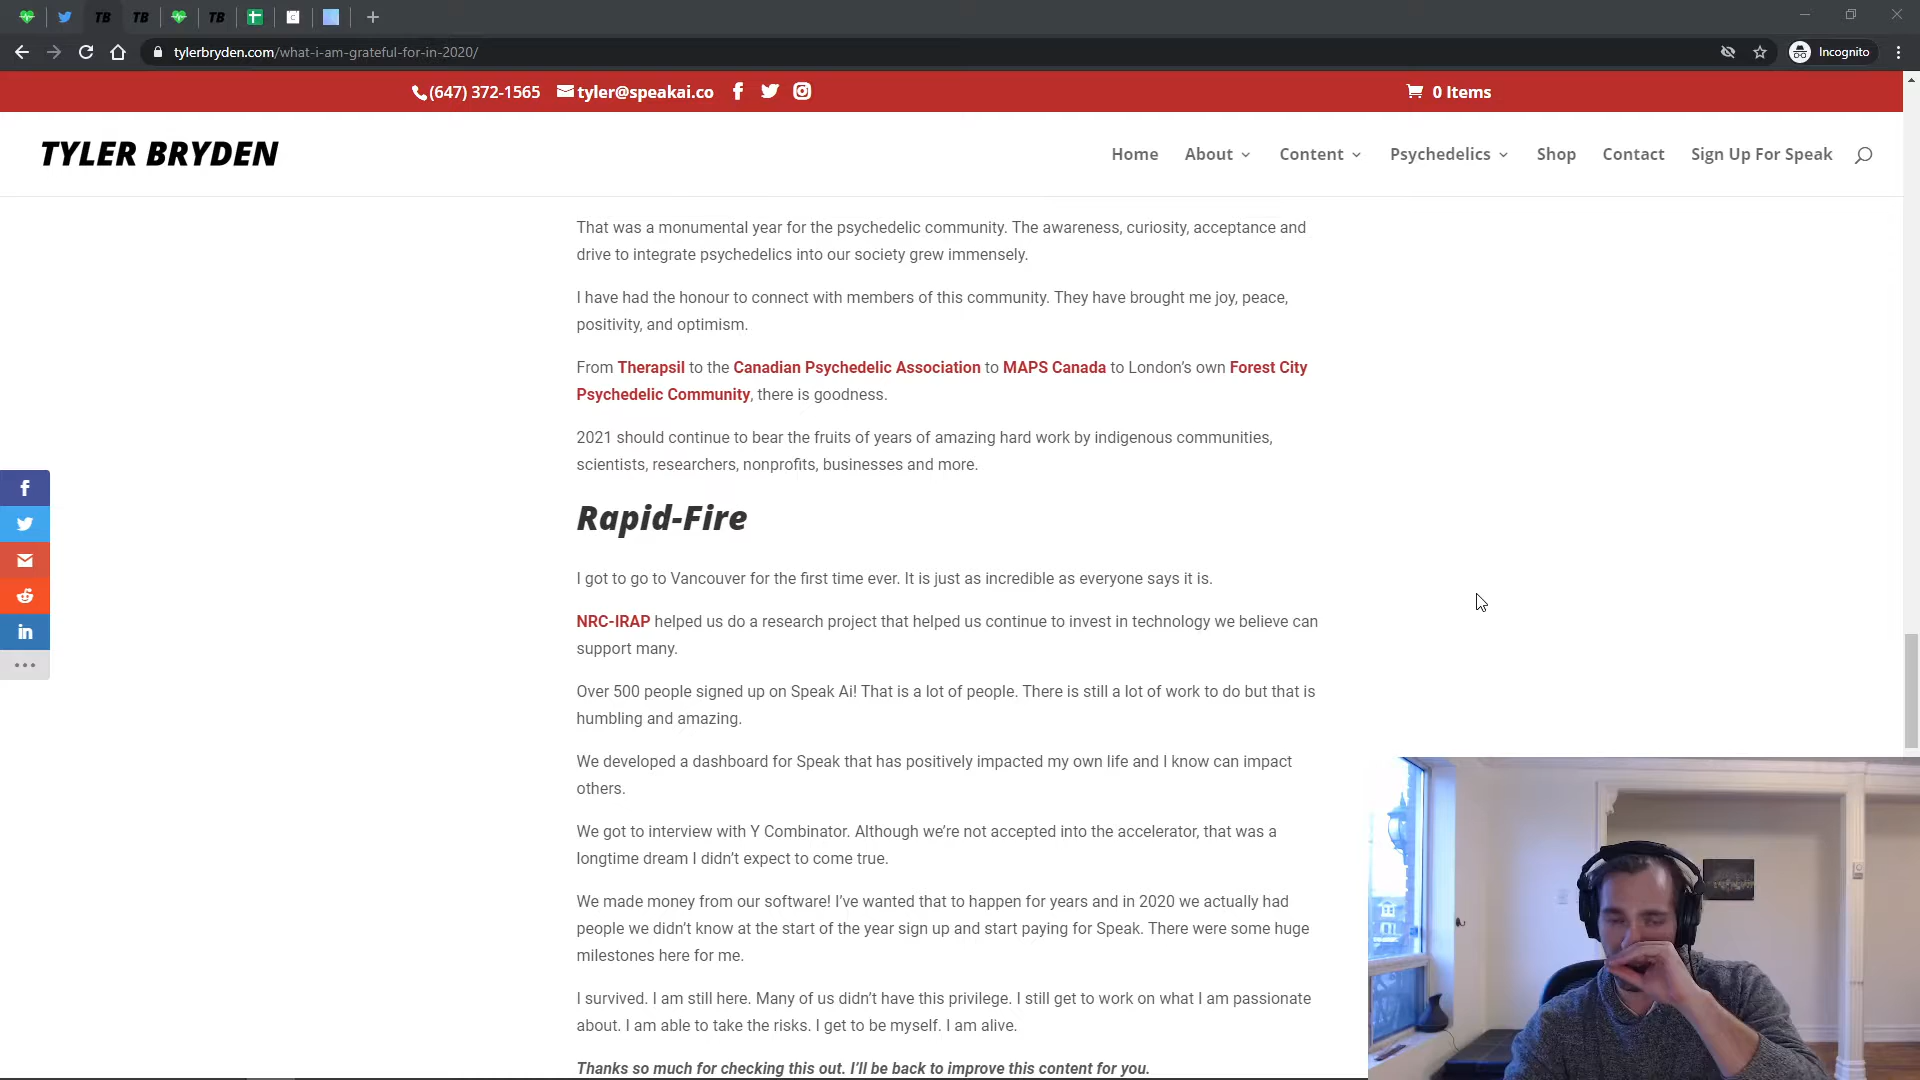 TB
TB
TB
tylerbryden.com/what-i-am-grateful-for-in-2020/
Incognito
(647) 372-1565
tyler@speakai.co
0 Items
TYLER BRYDEN
Home
About
Content
Psychedelics
Shop
Contact
Sign Up For Speak
That was a monumental year for the psychedelic community. The awareness, curiosity, acceptance and
drive to integrate psychedelics into our society grew immensely.
I have had the honour to connect with members of this community. They have brought me joy, peace,
positivity, and optimism.
From Therapsil to the Canadian Psychedelic Association to MAPS Canada to London's own Forest City
Psychedelic Community, there is goodness.
2021 should continue to bear the fruits of years of amazing hard work by indigenous communities,
scientists, researchers, nonprofits, businesses and more.
Rapid-Fire
I got to go to Vancouver for the first time ever. It is just as incredible as everyone says it is.
NRC-IRAP helped us do a research project that helped us continue to invest in technology we believe can
support many.
Over 500 people signed up on Speak Ai! That is a lot of people. There is still a lot of work to do but that is
humbling and amazing.
We developed a dashboard for Speak that has positively impacted my own life and I know can impact
others.
We got to interview with Y Combinator. Although we're not accepted into the accelerator, that was a
longtime dream I didn't expect to come true.
We made money from our software! I've wanted that to happen for years and in 2020 we actually had
people we didn't know at the start of the year sign up and start paying for Speak. There were some huge
milestones here for me.
I survived. I am still here. Many of us didn't have this privilege. I still get to work on what I am passionate
about. I am able to take the risks. I get to be myself. I am alive.
Thanks so much for checking this out. I'll be back to improve this content for you.